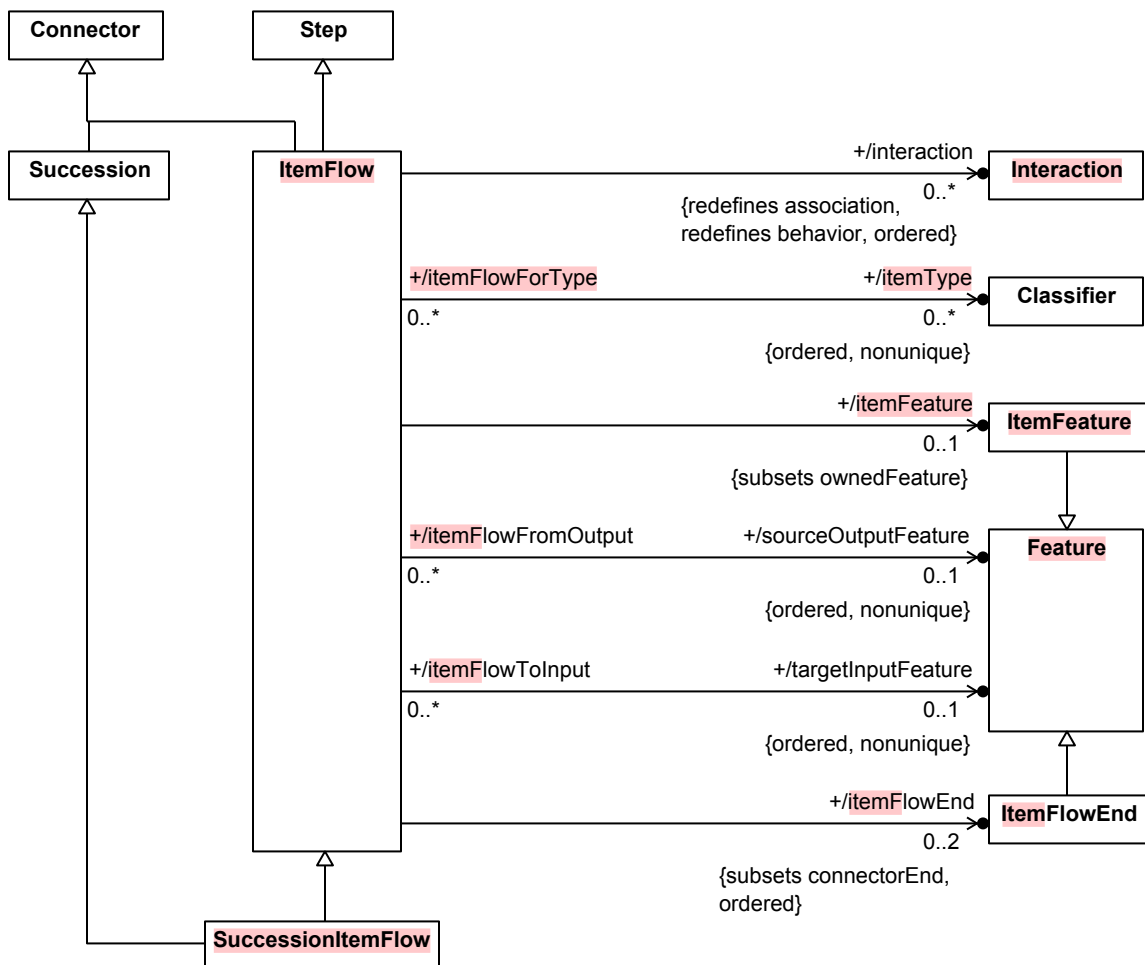 Connector
Step
Succession
ItemFlow
+/interaction
0..*
{redefines association,
redefines behavior, ordered}
Interaction
+/itemFlowForType
0..*
+/itemType
0..*
{ordered, nonunique}
Classifier
+/itemFeature
0..1
{subsets ownedFeature}
ItemFeature
+/itemFlowFromOutput
0..*
+/sourceOutputFeature
0..1
{ordered, nonunique}
Feature
+/itemFlowToInput
0..*
+/targetInputFeature
0..1
{ordered, nonunique}
+/itemFlowEnd
0..2
{subsets connectorEnd,
ordered}
ItemFlowEnd
SuccessionItemFlow